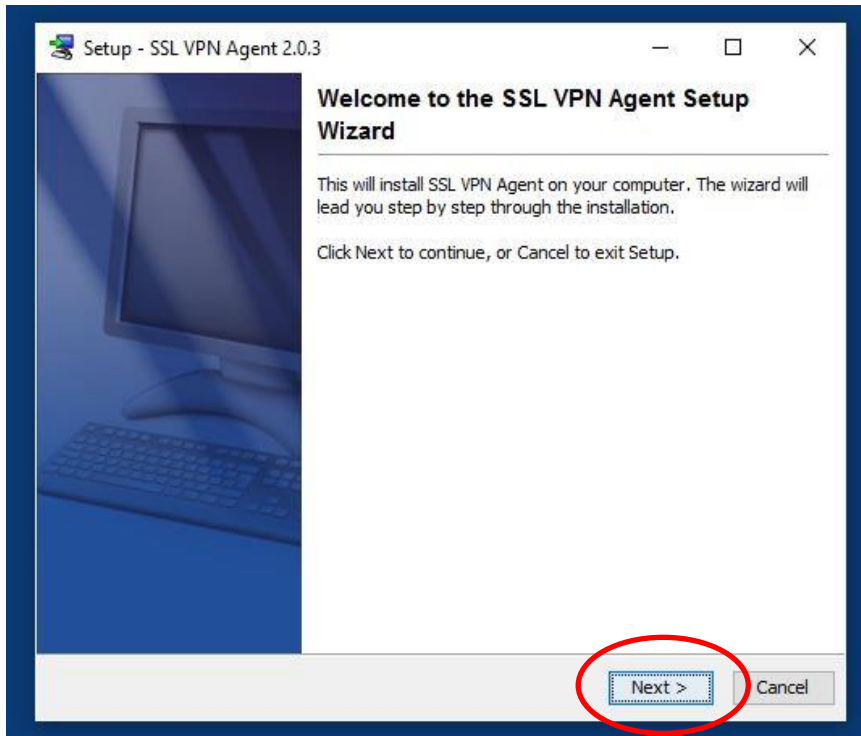 Setup - SSL VPN Agent 2.0.3
Welcome to the SSL VPN Agent Setup
Wizard
This will install SSL VPN Agent on your computer. The wizard will
lead you step by step through the installation.
Click Next to continue, or Cancel to exit Setup.
Next >
Cancel